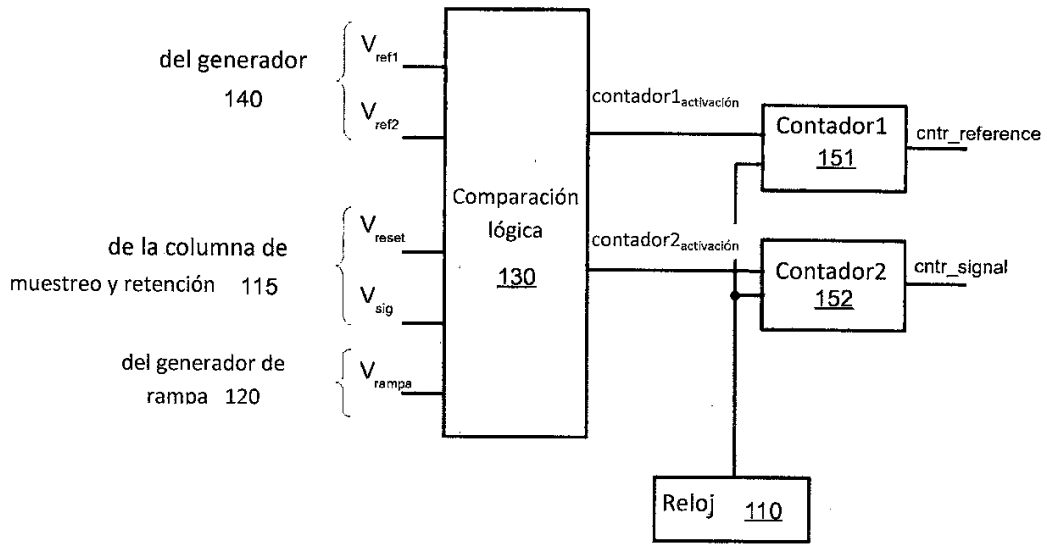 del generador
140
V_ref1
V_ref2
de la columna de
muestreo y retención 115
V_reset
V_sig
del generador de
rampa 120
V_rampa
Comparación
lógica
130
contador1_activación
contador2_activación
Contador1
151
cntr_reference
Contador2
152
cntr_signal
Reloj 110